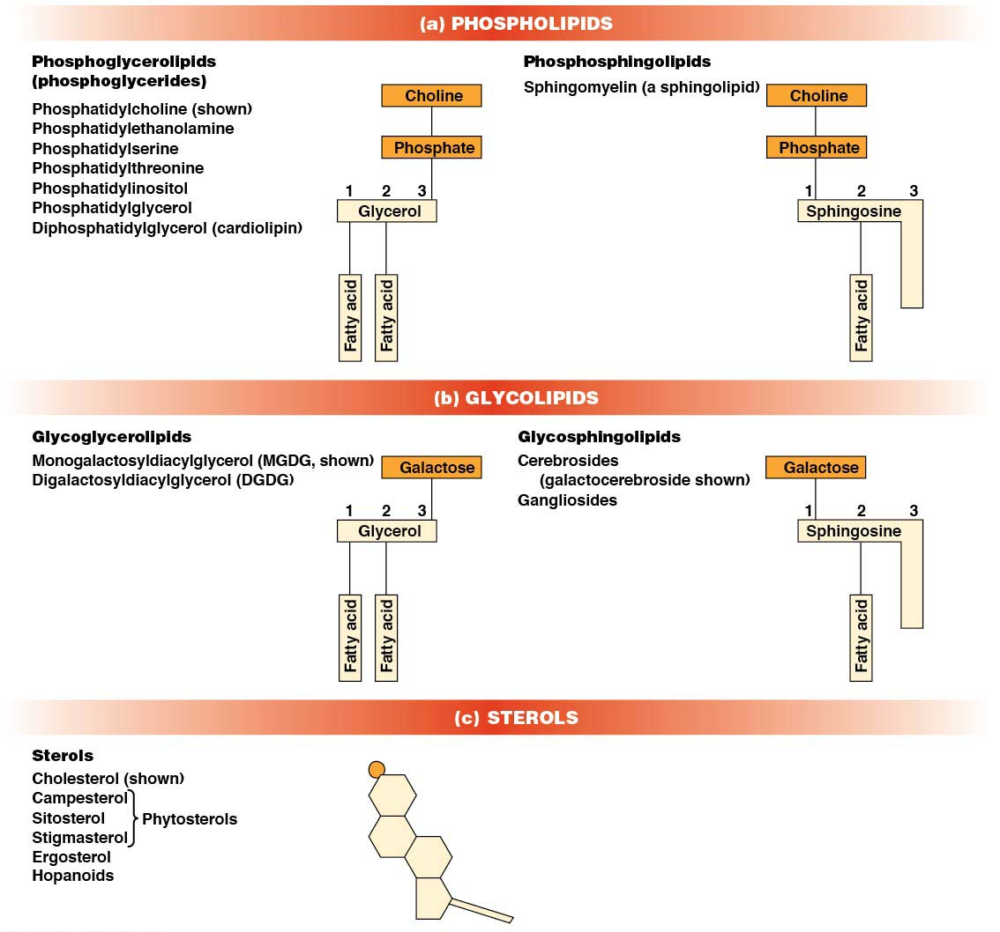 (a) PHOSPHOLIPIDS
Phosphoglycerolipids
(phosphoglycerides)
Phosphatidylcholine (shown)
Phosphatidylethanolamine
Phosphatidylserine
Phosphatidylthreonine
Phosphatidylinositol
Phosphatidylglycerol
Diphosphatidylglycerol (cardiolipin)
Choline
Phosphate
1 2 3
Glycerol
Fatty acid
Fatty acid
Phosphosphingolipids
Sphingomyelin (a sphingolipid)
Choline
Phosphate
1 2 3
Sphingosine
Fatty acid
(b) GLYCOLIPIDS
Glycoglycerolipids
Monogalactosyldiacylglycerol (MGDG, shown)
Digalactosyldiacylglycerol (DGDG)
Galactose
1 2 3
Glycerol
Fatty acid
Fatty acid
Glycosphingolipids
Cerebrosides
(galactocerebroside shown)
Gangliosides
Galactose
1 2 3
Sphingosine
Fatty acid
(c) STEROLS
Sterols
Cholesterol (shown)
Campesterol
Sitosterol
Stigmasterol
Phytosterols
Ergosterol
Hopanoids